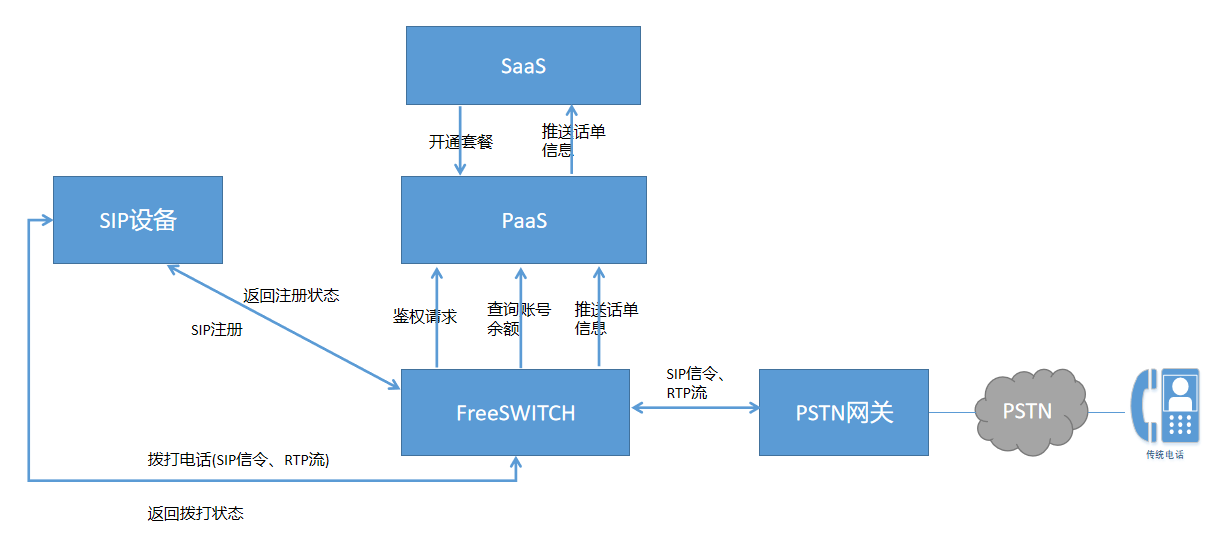 SaaS
开通套餐
推送话单
信息
SIP设备
PaaS
返回注册状态
SIP注册
鉴权请求
查询账号
余额
推送话单
信息
FreeSWITCH
SIP信令、
RTP流
PSTN网关
PSTN
传统电话
拨打电话(SIP信令、RTP流)
返回拨打状态